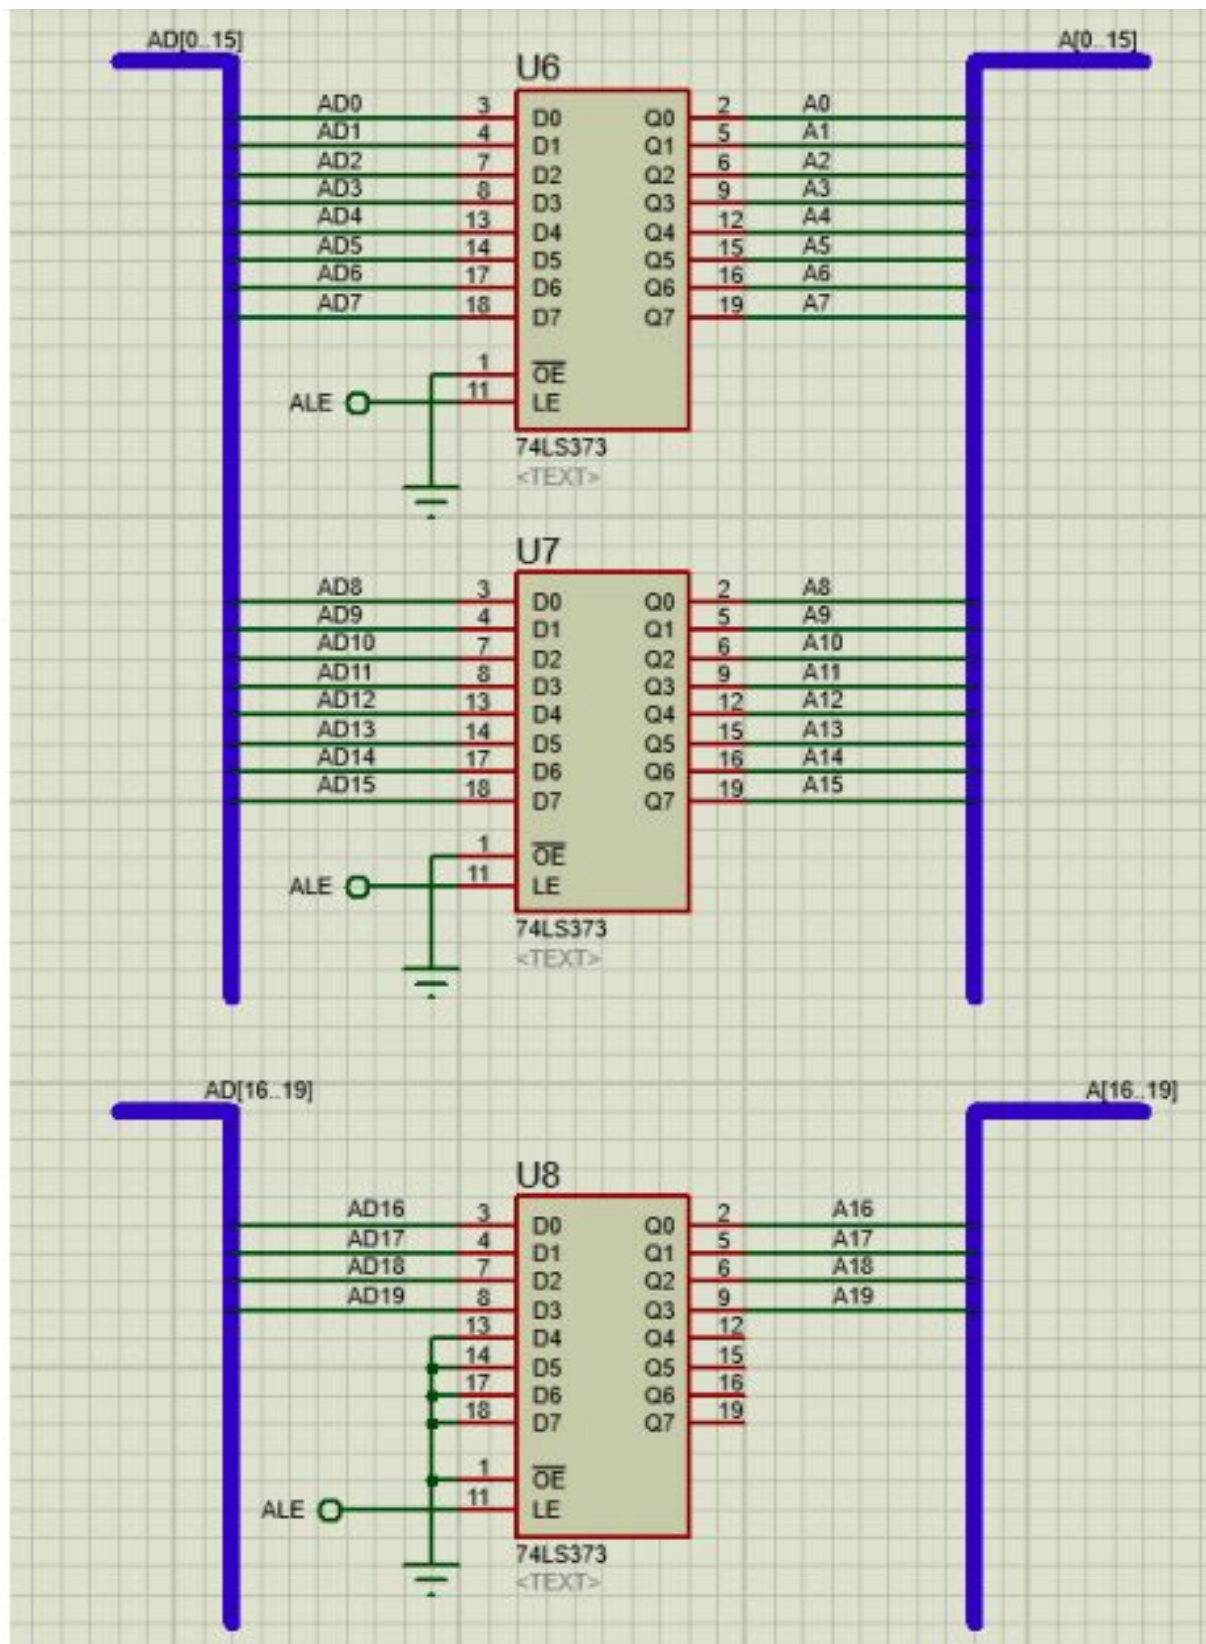 AD[0..15] A[0..15]
U6
AD0 3 D0 Q0 2 A0
AD1 4 D1 Q1 5 A1
AD2 7 D2 Q2 6 A2
AD3 8 D3 Q3 9 A3
AD4 13 D4 Q4 12 A4
AD5 14 D5 Q5 15 A5
AD6 17 D6 Q6 16 A6
AD7 18 D7 Q7 19 A7
1 OE
ALE 11 LE
74LS373
<TEXT>
U7
AD8 3 D0 Q0 2 A8
AD9 4 D1 Q1 5 A9
AD10 7 D2 Q2 6 A10
AD11 8 D3 Q3 9 A11
AD12 13 D4 Q4 12 A12
AD13 14 D5 Q5 15 A13
AD14 17 D6 Q6 16 A14
AD15 18 D7 Q7 19 A15
1 OE
ALE 11 LE
74LS373
<TEXT>
AD[16..19] A[16..19]
U8
AD16 3 D0 Q0 2 A16
AD17 4 D1 Q1 5 A17
AD18 7 D2 Q2 6 A18
AD19 8 D3 Q3 9 A19
13 D4 Q4 12
14 D5 Q5 15
17 D6 Q6 16
18 D7 Q7 19
1 OE
ALE 11 LE
74LS373
<TEXT>